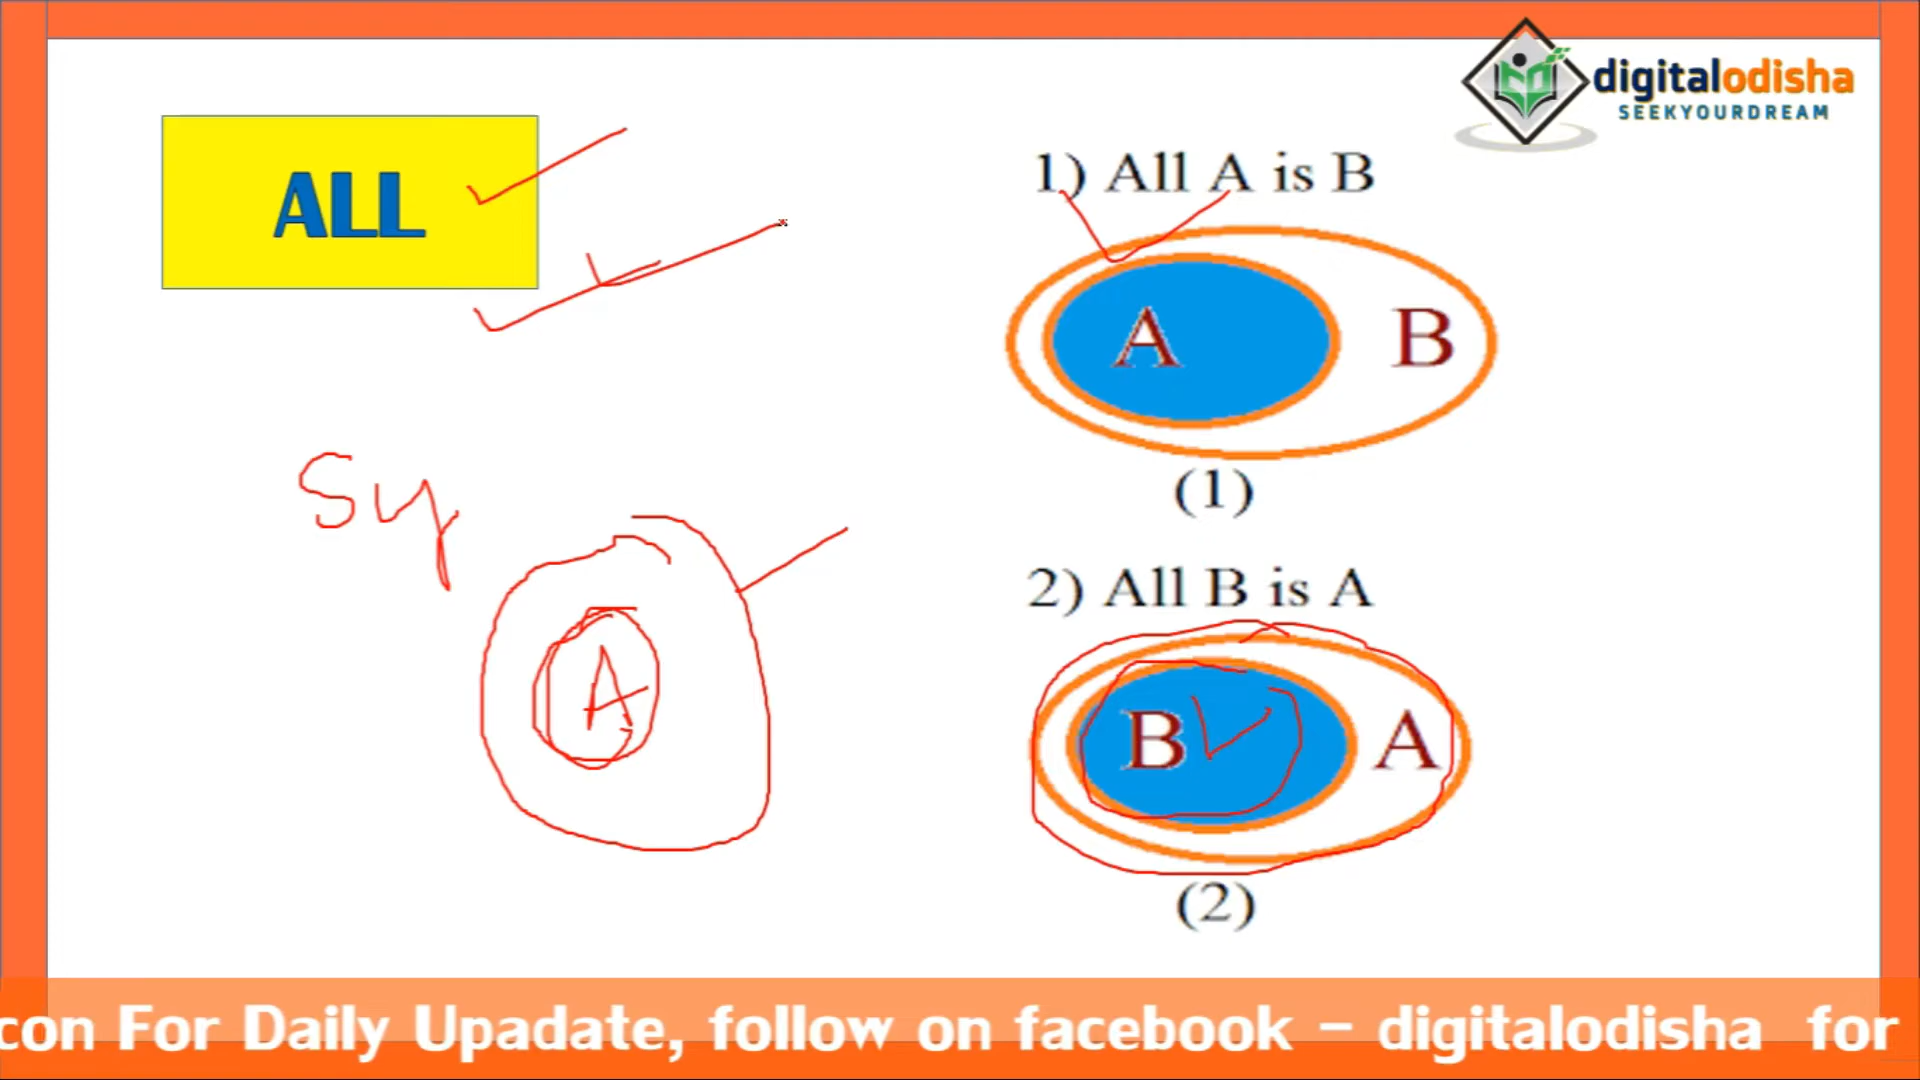 digitalodisha
SEEKYOURDREAM
ALL
1) All A is B
A
B
(1)
Sy
A
2) All B is A
B
A
(2)
con For Daily Upadate, follow on facebook - digitalodisha for